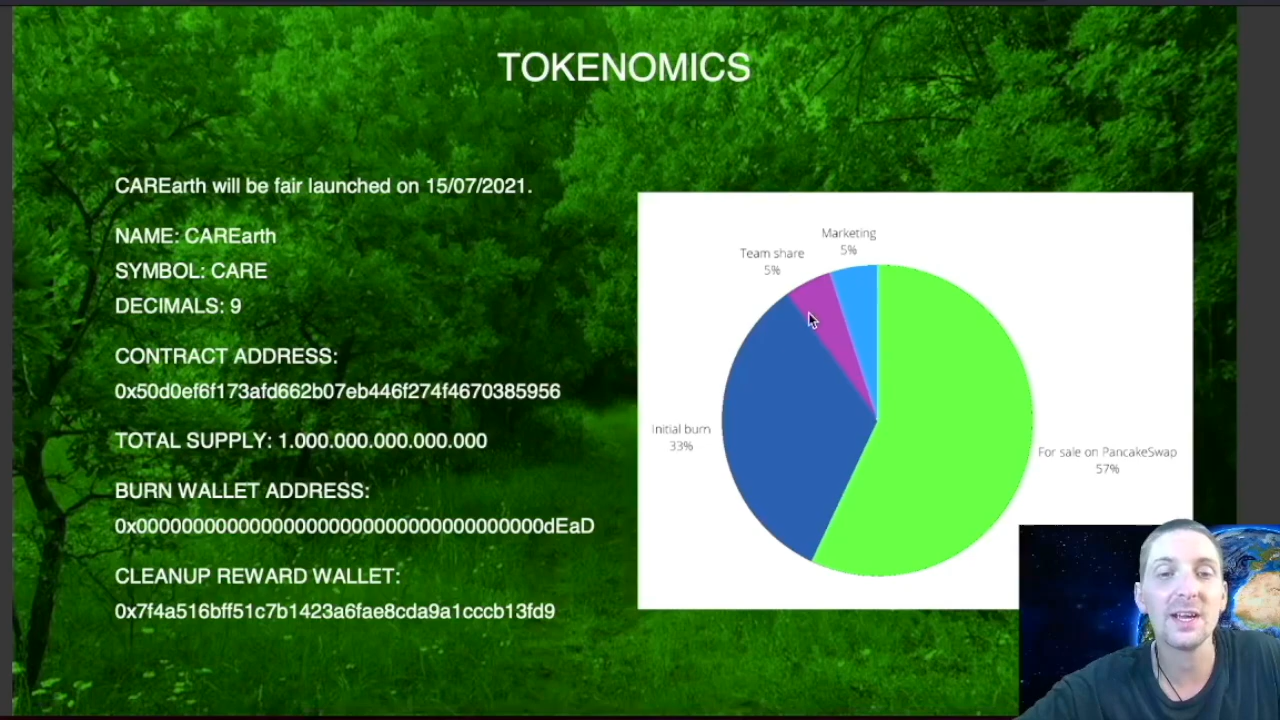 TOKENOMICS
CAREarth will be fair launched on 15/07/2021.
NAME: CAREarth
SYMBOL: CARE
DECIMALS: 9
CONTRACT ADDRESS:
0x50d0ef6f173afd662b07eb446f274f4670385956
TOTAL SUPPLY: 1.000.000.000.000.000
BURN WALLET ADDRESS:
0x000000000000000000000000000000000000dEaD
CLEANUP REWARD WALLET:
0x7f4a516bff51c7b1423a6fae8cda9a1cccb13fd9
Marketing
5%
Team share
5%
Initial burn
33%
For sale on PancakeSwap
57%